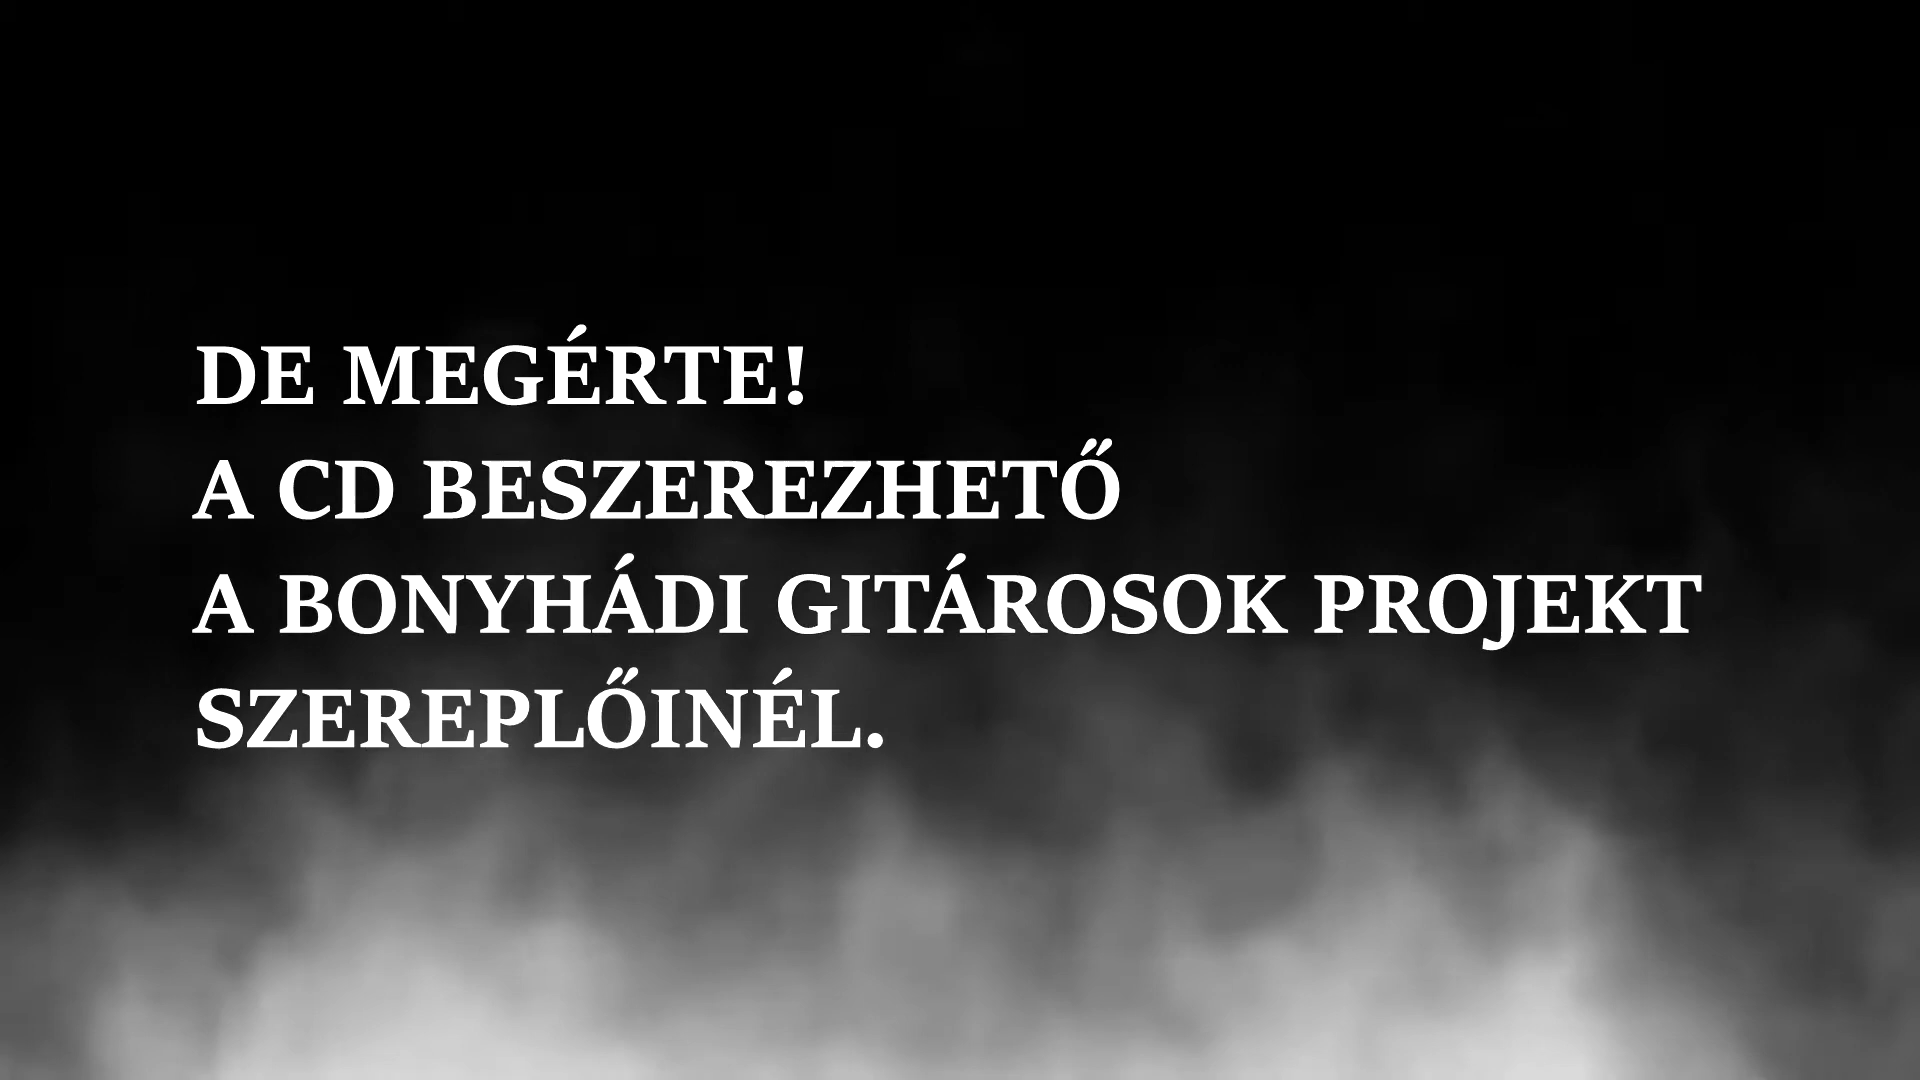 DE MEGÉRTE!
A CD BESZEREZHETŐ
A BONYHÁDI GITÁROSOK PROJEKT
SZEREPLŐINÉL.